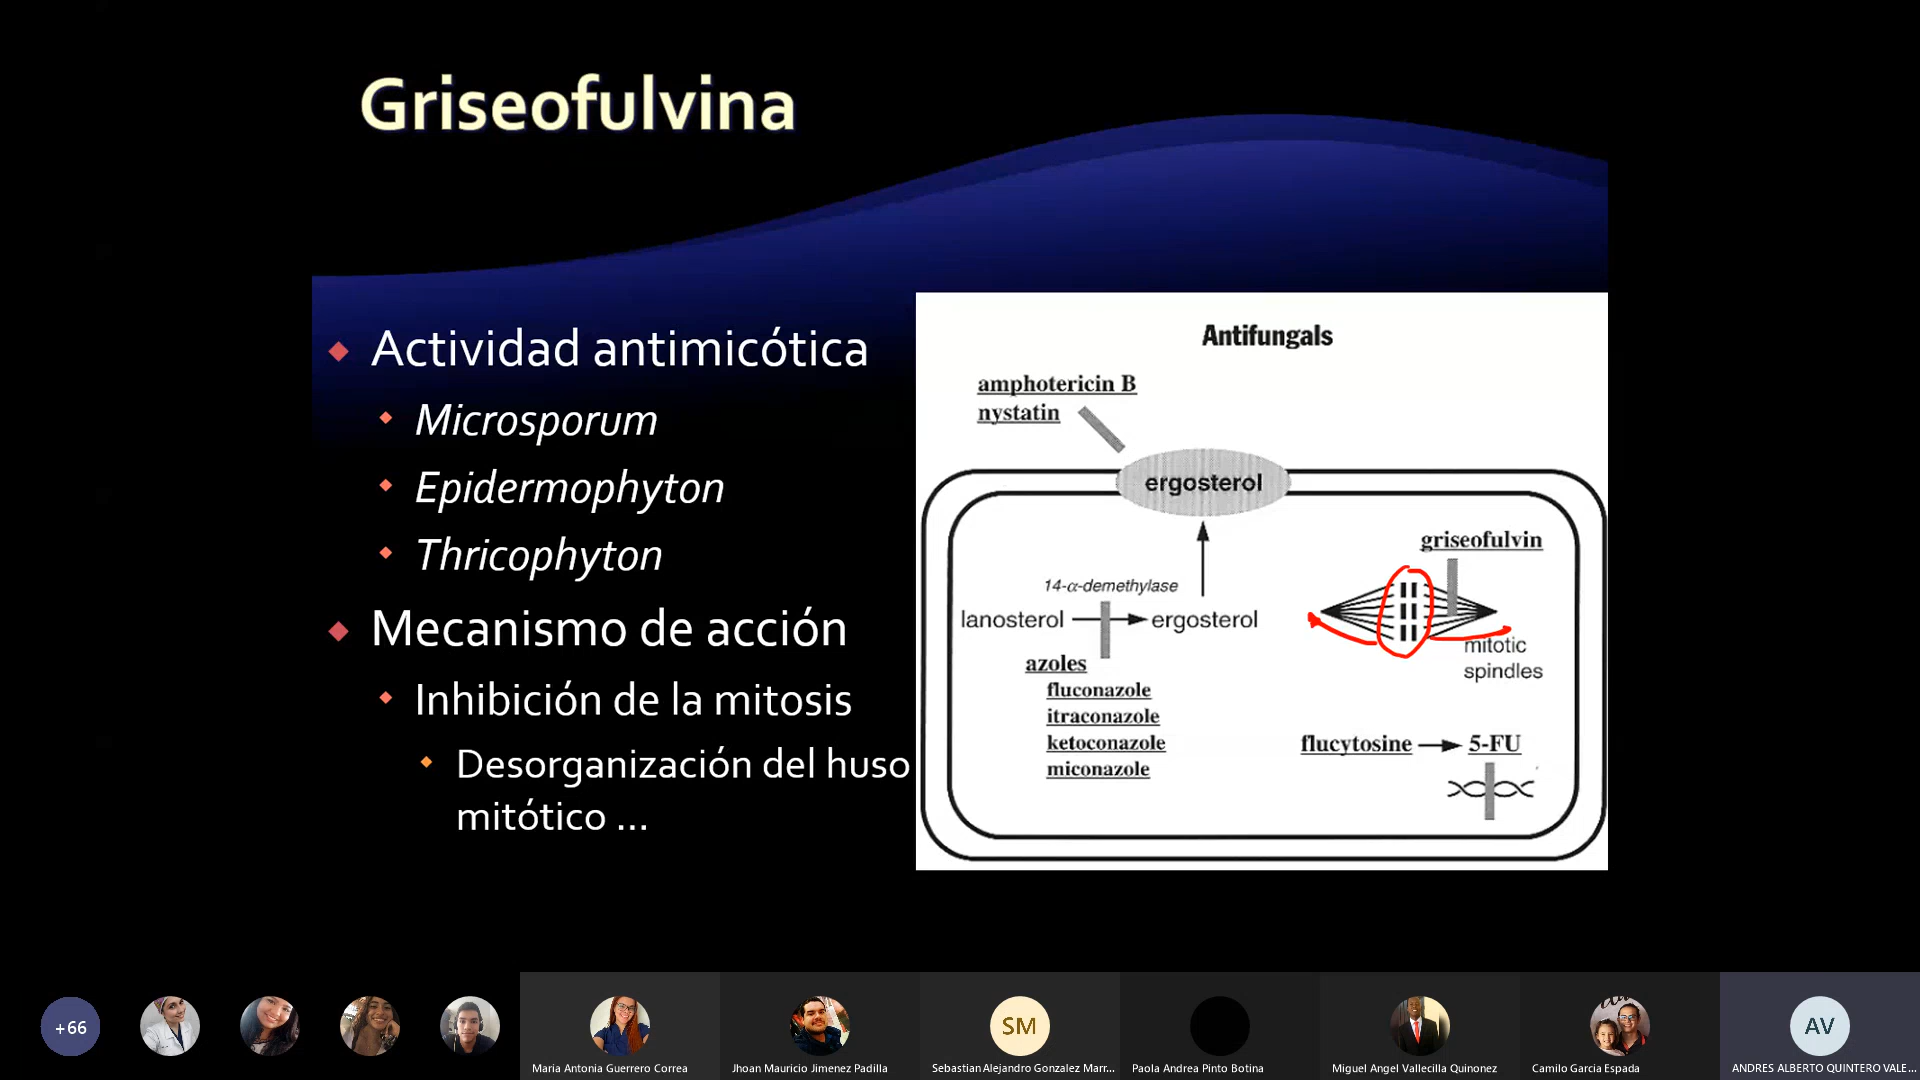 Griseofulvina
Actividad antimicótica
Microsporum
Epidermophyton
Thricophyton
Mecanismo de acción
Inhibición de la mitosis
Desorganización del huso
mitótico ...
Antifungals
amphotericin B
nystatin
ergosterol
griseofulvin
14-α-demethylase
lanosterol
ergosterol
mitotic
spindles
azoles
fluconazole
itraconazole
ketoconazole
miconazole
flucytosine
5-FU
+66
SM
AV
Maria Antonia Guerrero Correa
Jhoan Mauricio Jimenez Padilla
Sebastian Alejandro Gonzalez Marr...
Paola Andrea Pinto Botina
Miguel Angel Vallecilla Quinonez
Camilo Garcia Espada
ANDRES ALBERTO QUINTERO VALE...